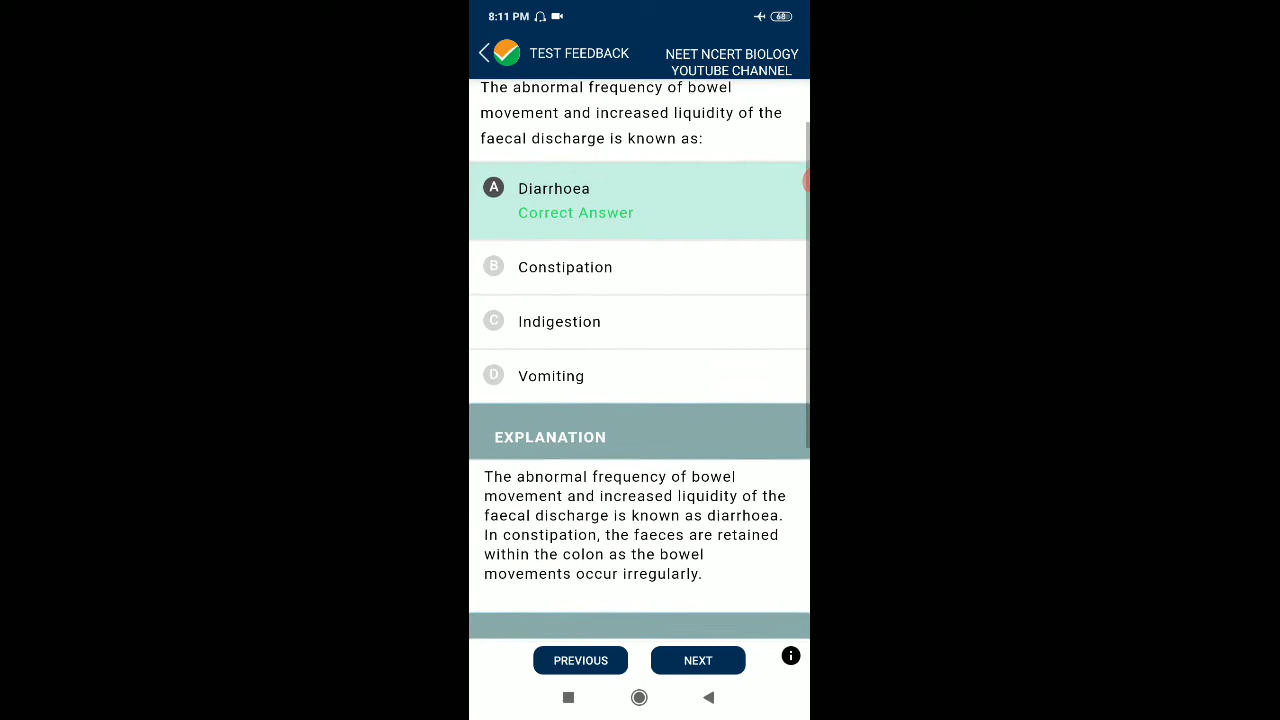 8:11 PM 68
TEST FEEDBACK
NEET NCERT BIOLOGY
YOUTUBE CHANNEL
The abnormal frequency of bowel
movement and increased liquidity of the
faecal discharge is known as:
A Diarrhoea
Correct Answer
B Constipation
C Indigestion
D Vomiting
EXPLANATION
The abnormal frequency of bowel
movement and increased liquidity of the
faecal discharge is known as diarrhoea.
In constipation, the faeces are retained
within the colon as the bowel
movements occur irregularly.
PREVIOUS NEXT